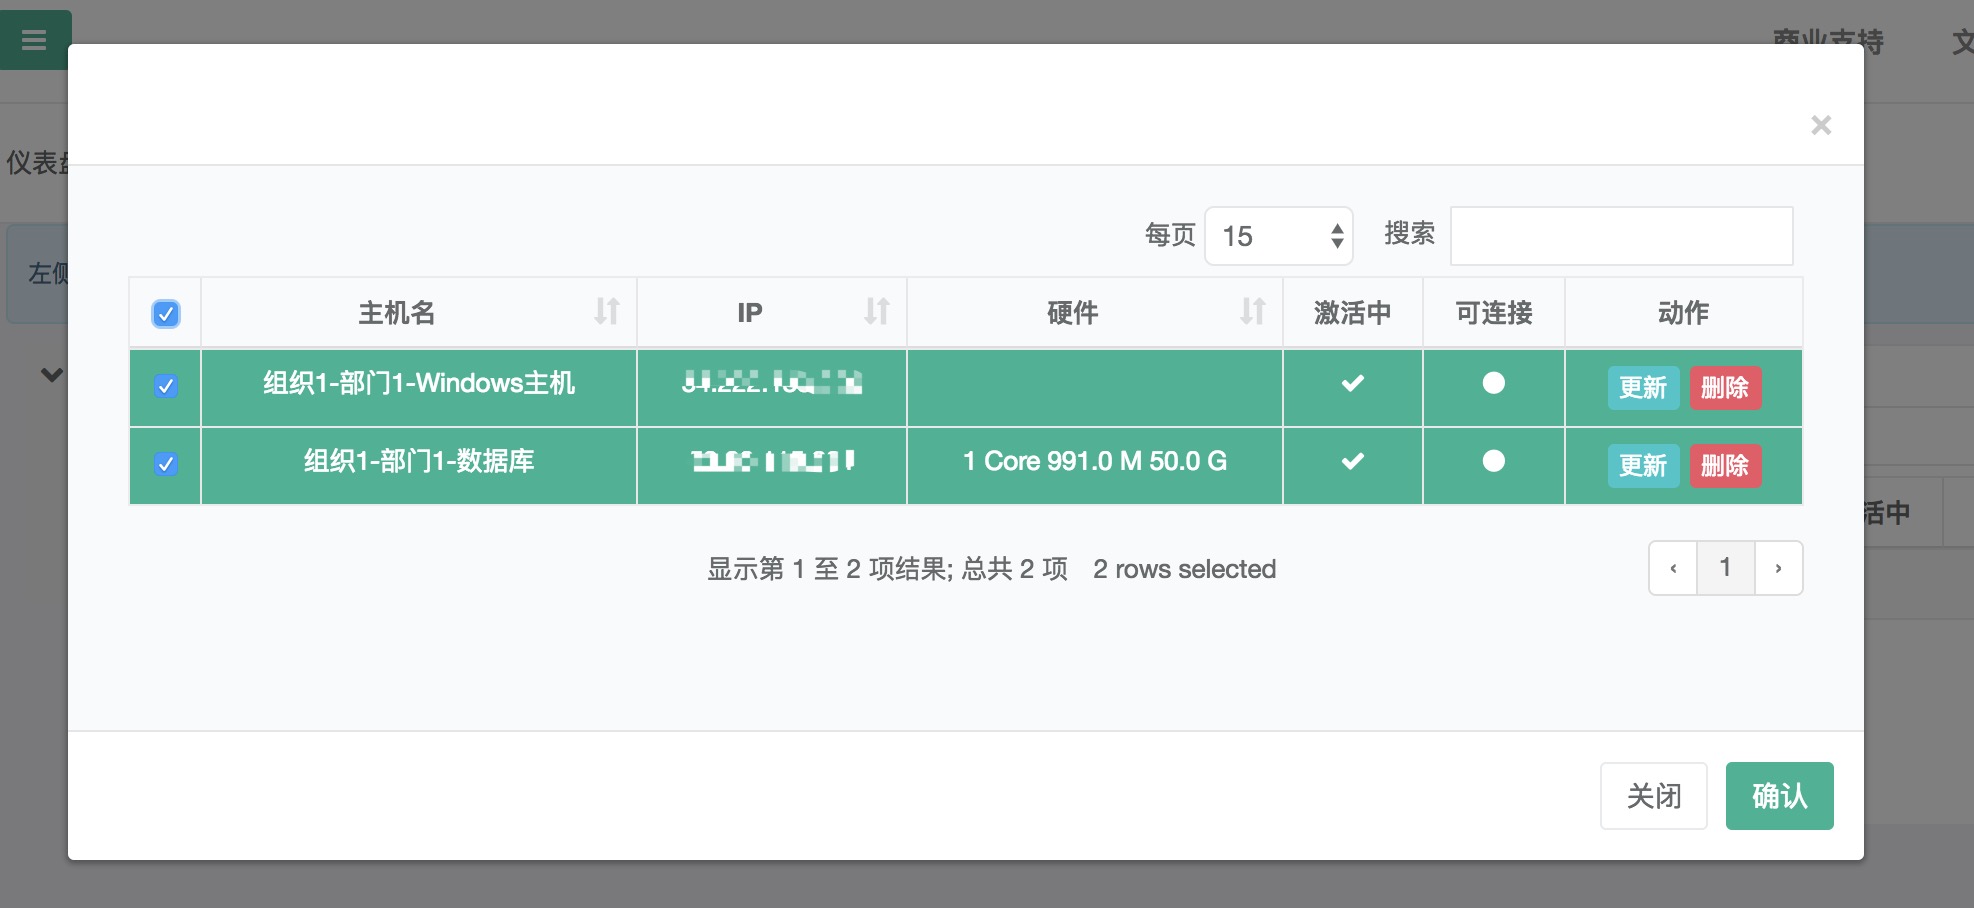 商业支持
文
×
仪表盘
每页 15 搜索
左侧
主机名 IP 硬件 激活中 可连接 动作
组织1-部门1-Windows主机 更新 删除
组织1-部门1-数据库 1 Core 991.0 M 50.0 G 更新 删除
活中
显示第 1 至 2 项结果; 总共 2 项 2 rows selected
‹ 1 ›
关闭 确认